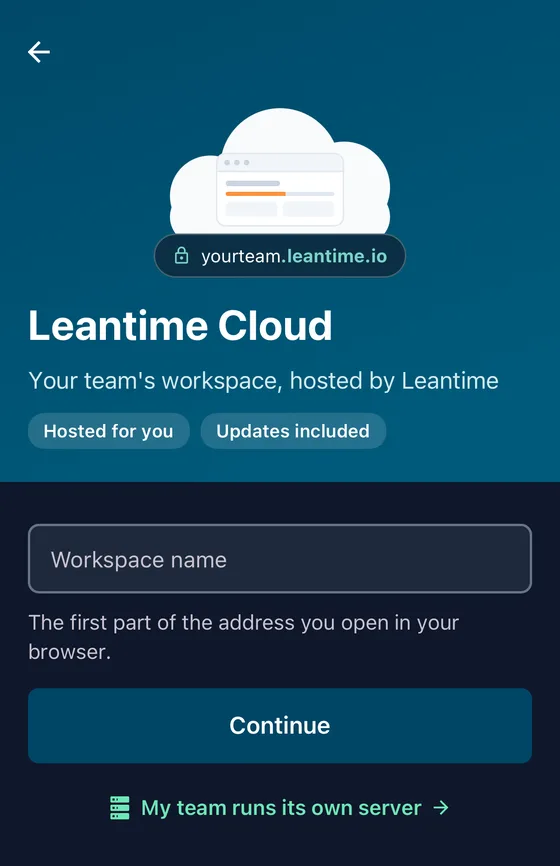 yourteam.leantime.io
Leantime Cloud
Your team's workspace, hosted by Leantime
Hosted for you
Updates included
Workspace name
The first part of the address you open in your
browser.
Continue
My team runs its own server